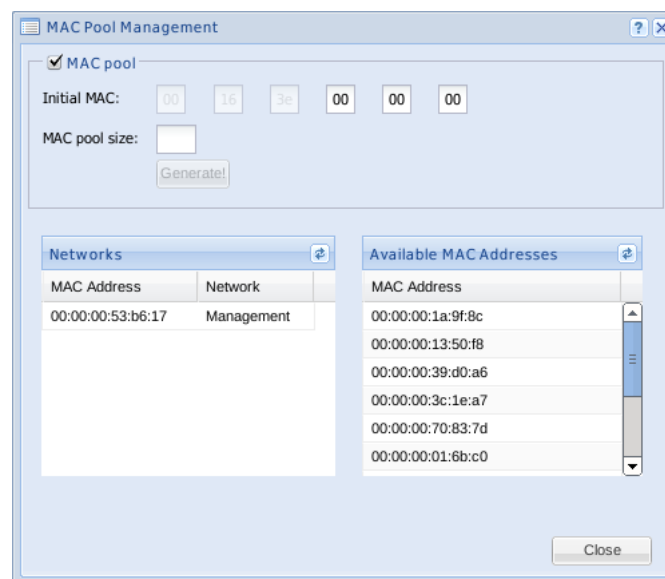 MAC Pool Management
MAC pool
Initial MAC: 00 16 3e 00 00 00
MAC pool size:
Generate!
Networks
MAC Address Network
00:00:00:53:b6:17 Management
Available MAC Addresses
MAC Address
00:00:00:1a:9f:8c
00:00:00:13:50:f8
00:00:00:39:d0:a6
00:00:00:3c:1e:a7
00:00:00:70:83:7d
00:00:00:01:6b:c0
Close